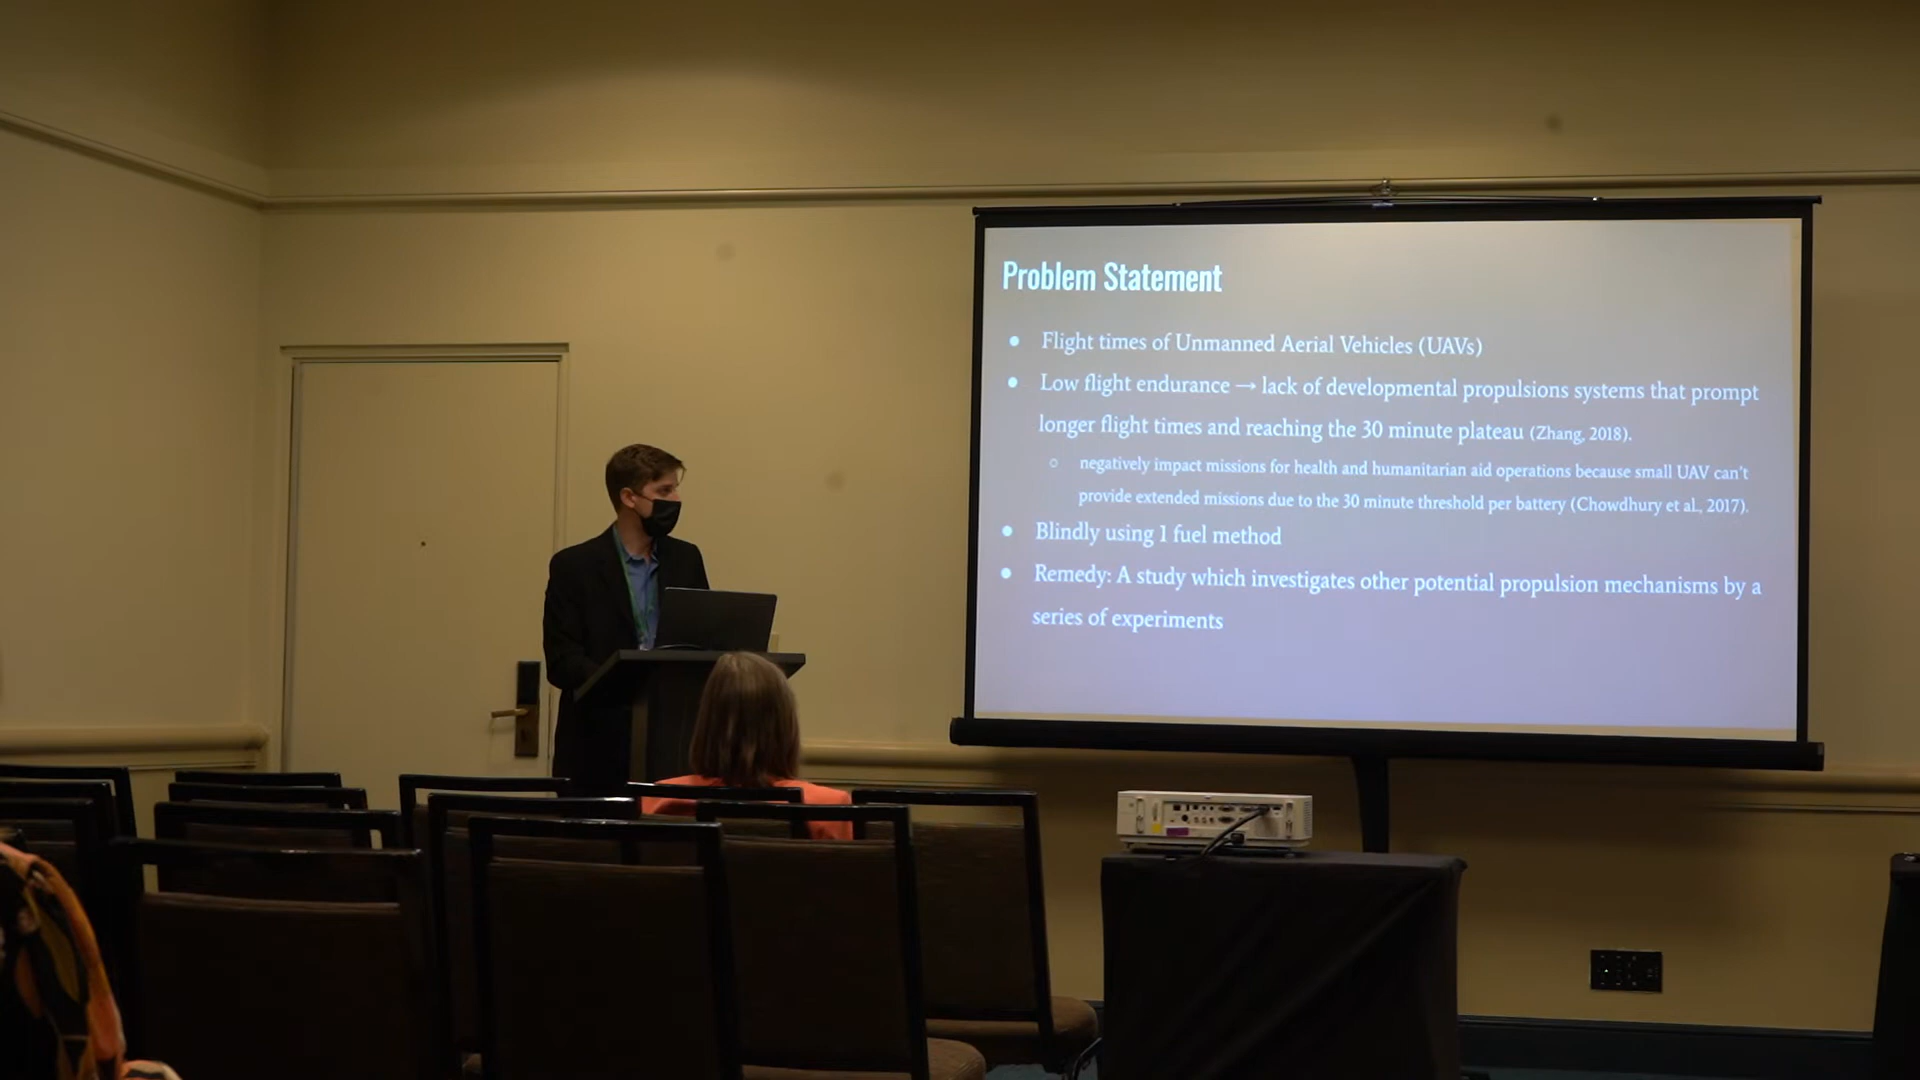 Problem Statement
● Flight times of Unmanned Aerial Vehicles (UAVs)
● Low flight endurance → lack of developmental propulsions systems that prompt
longer flight times and reaching the 30 minute plateau (Zhang, 2018).
○ negatively impact missions for health and humanitarian aid operations because small UAV can't
provide extended missions due to the 30 minute threshold per battery (Chowdhury et al., 2017).
● Blindly using 1 fuel method
● Remedy: A study which investigates other potential propulsion mechanisms by a
series of experiments